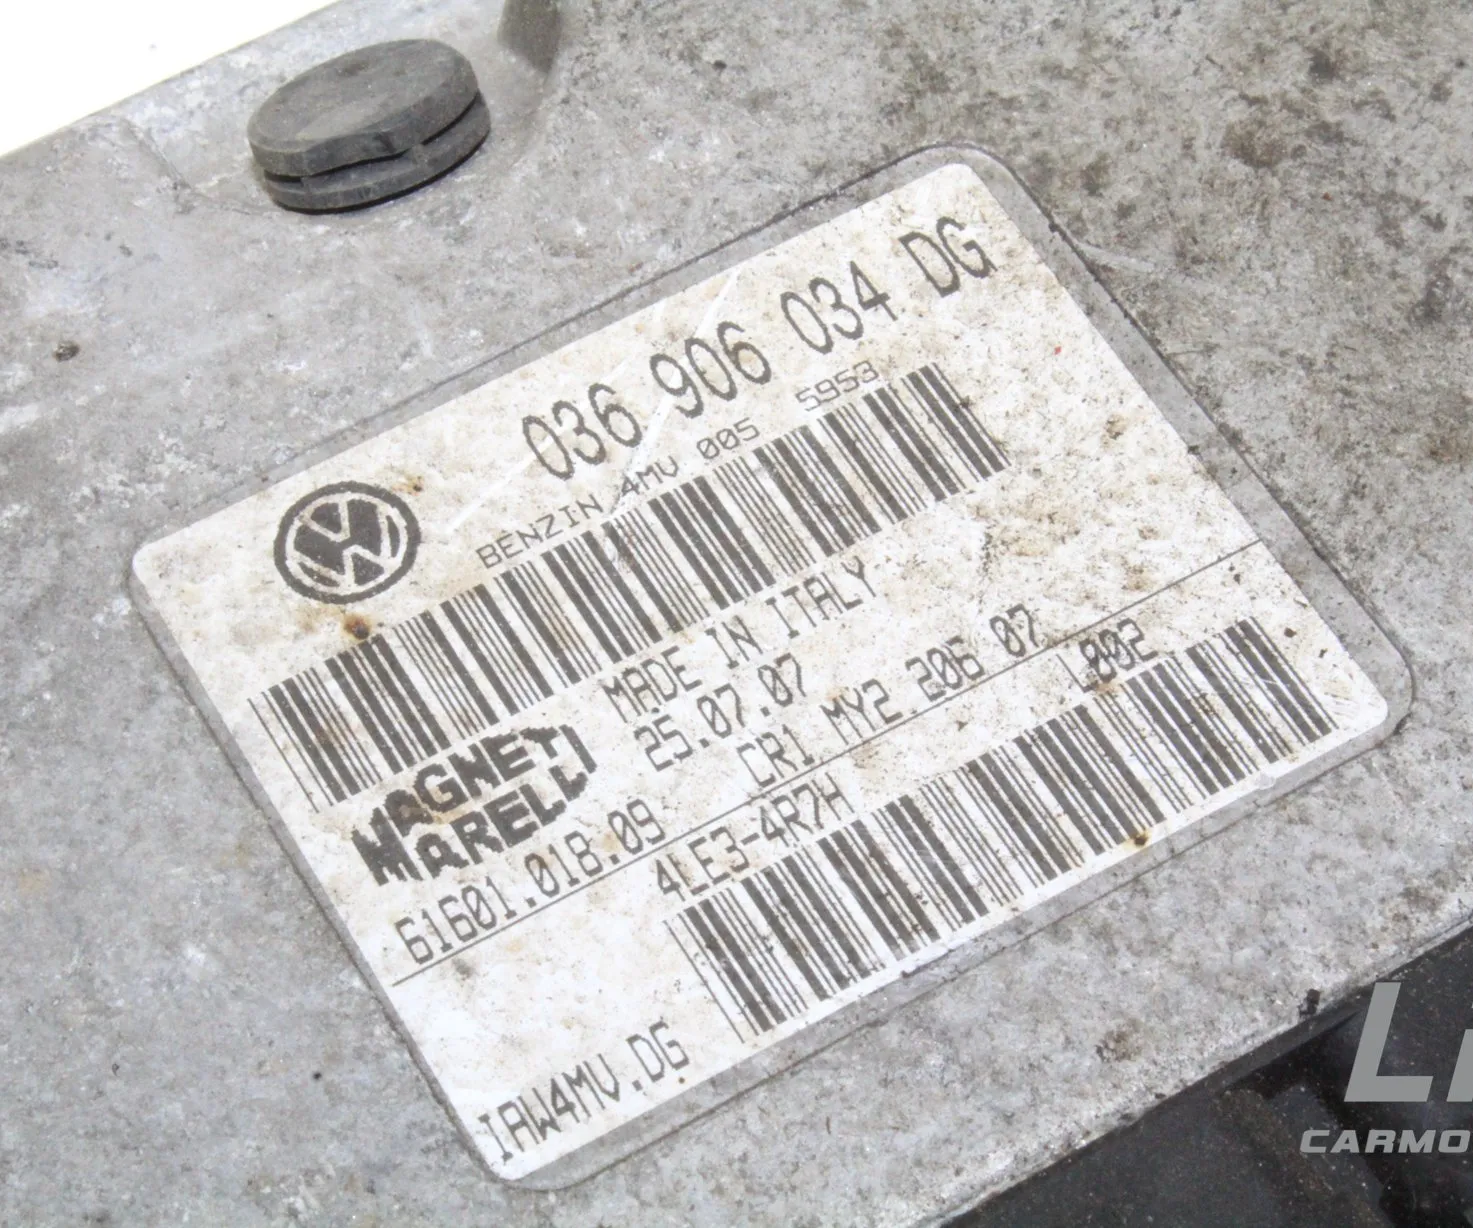 036 906 034 DG
BENZIN 4MV 005 5953
MADE IN ITALY
25.07.07
MAGNETI
MARELLI
CR1 MY2.206 07
61601.018.09
4LE3-4R7H
L002
IAW4MV.DG
CARMO